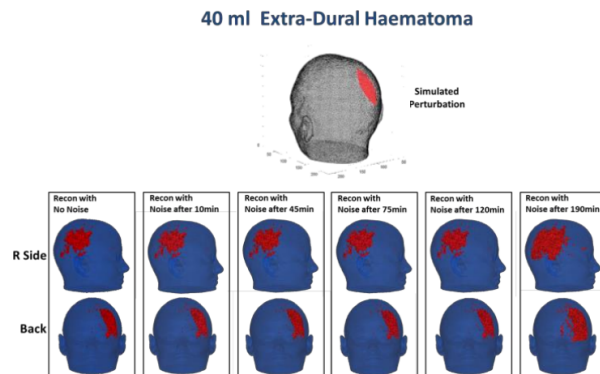 40 ml Extra-Dural Haematoma
Simulated
Perturbation
Recon with
No Noise
Recon with
Noise after 10min
Recon with
Noise after 45min
Recon with
Noise after 75min
Recon with
Noise after 120min
Recon with
Noise after 190min
R Side
Back